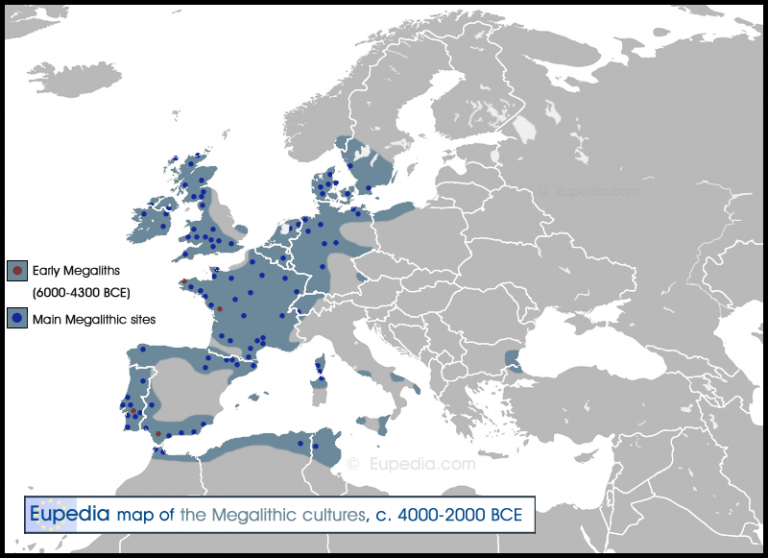 © Eupedia.com
Early Megaliths
(6000-4300 BCE)
Main Megalithic sites
© Eupedia.com
Eupedia map of the Megalithic cultures, c. 4000-2000 BCE